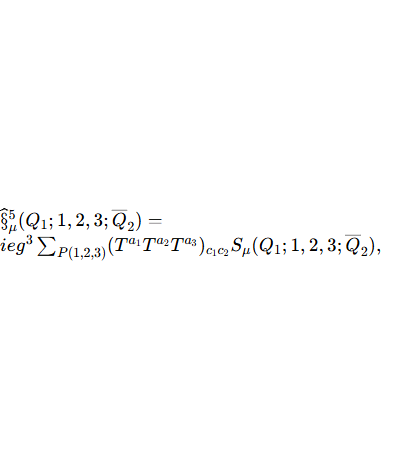 $\widehat{\S}^5_\mu(Q_1;1,2,3;\overline{Q}_2) =$
$ieg^3 \sum_{P(1,2,3)} (T^{a_1}T^{a_2}T^{a_3})_{c_1c_2} S_\mu(Q_1;1,2,3;\overline{Q}_2),$